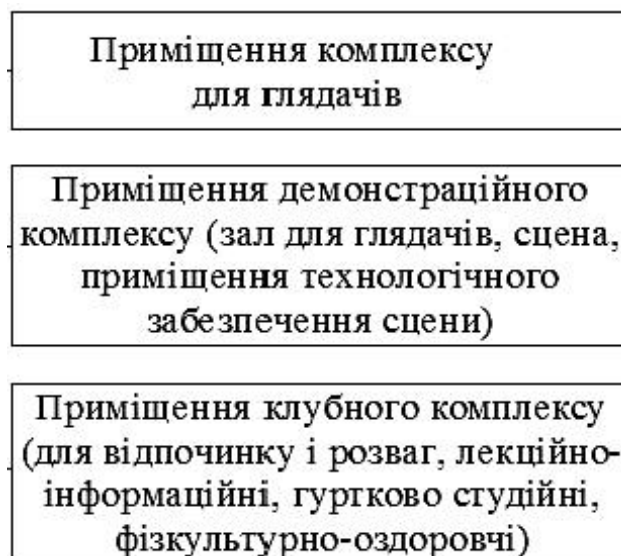 Приміщення комплексу
для глядачів
Приміщення демонстраційного
комплексу (зал для глядачів, сцена,
приміщення технологічного
забезпечення сцени)
Приміщення клубного комплексу
(для відпочинку і розваг, лекційно-
інформаційні, гуртково студійні,
фізкультурно-оздоровчі)